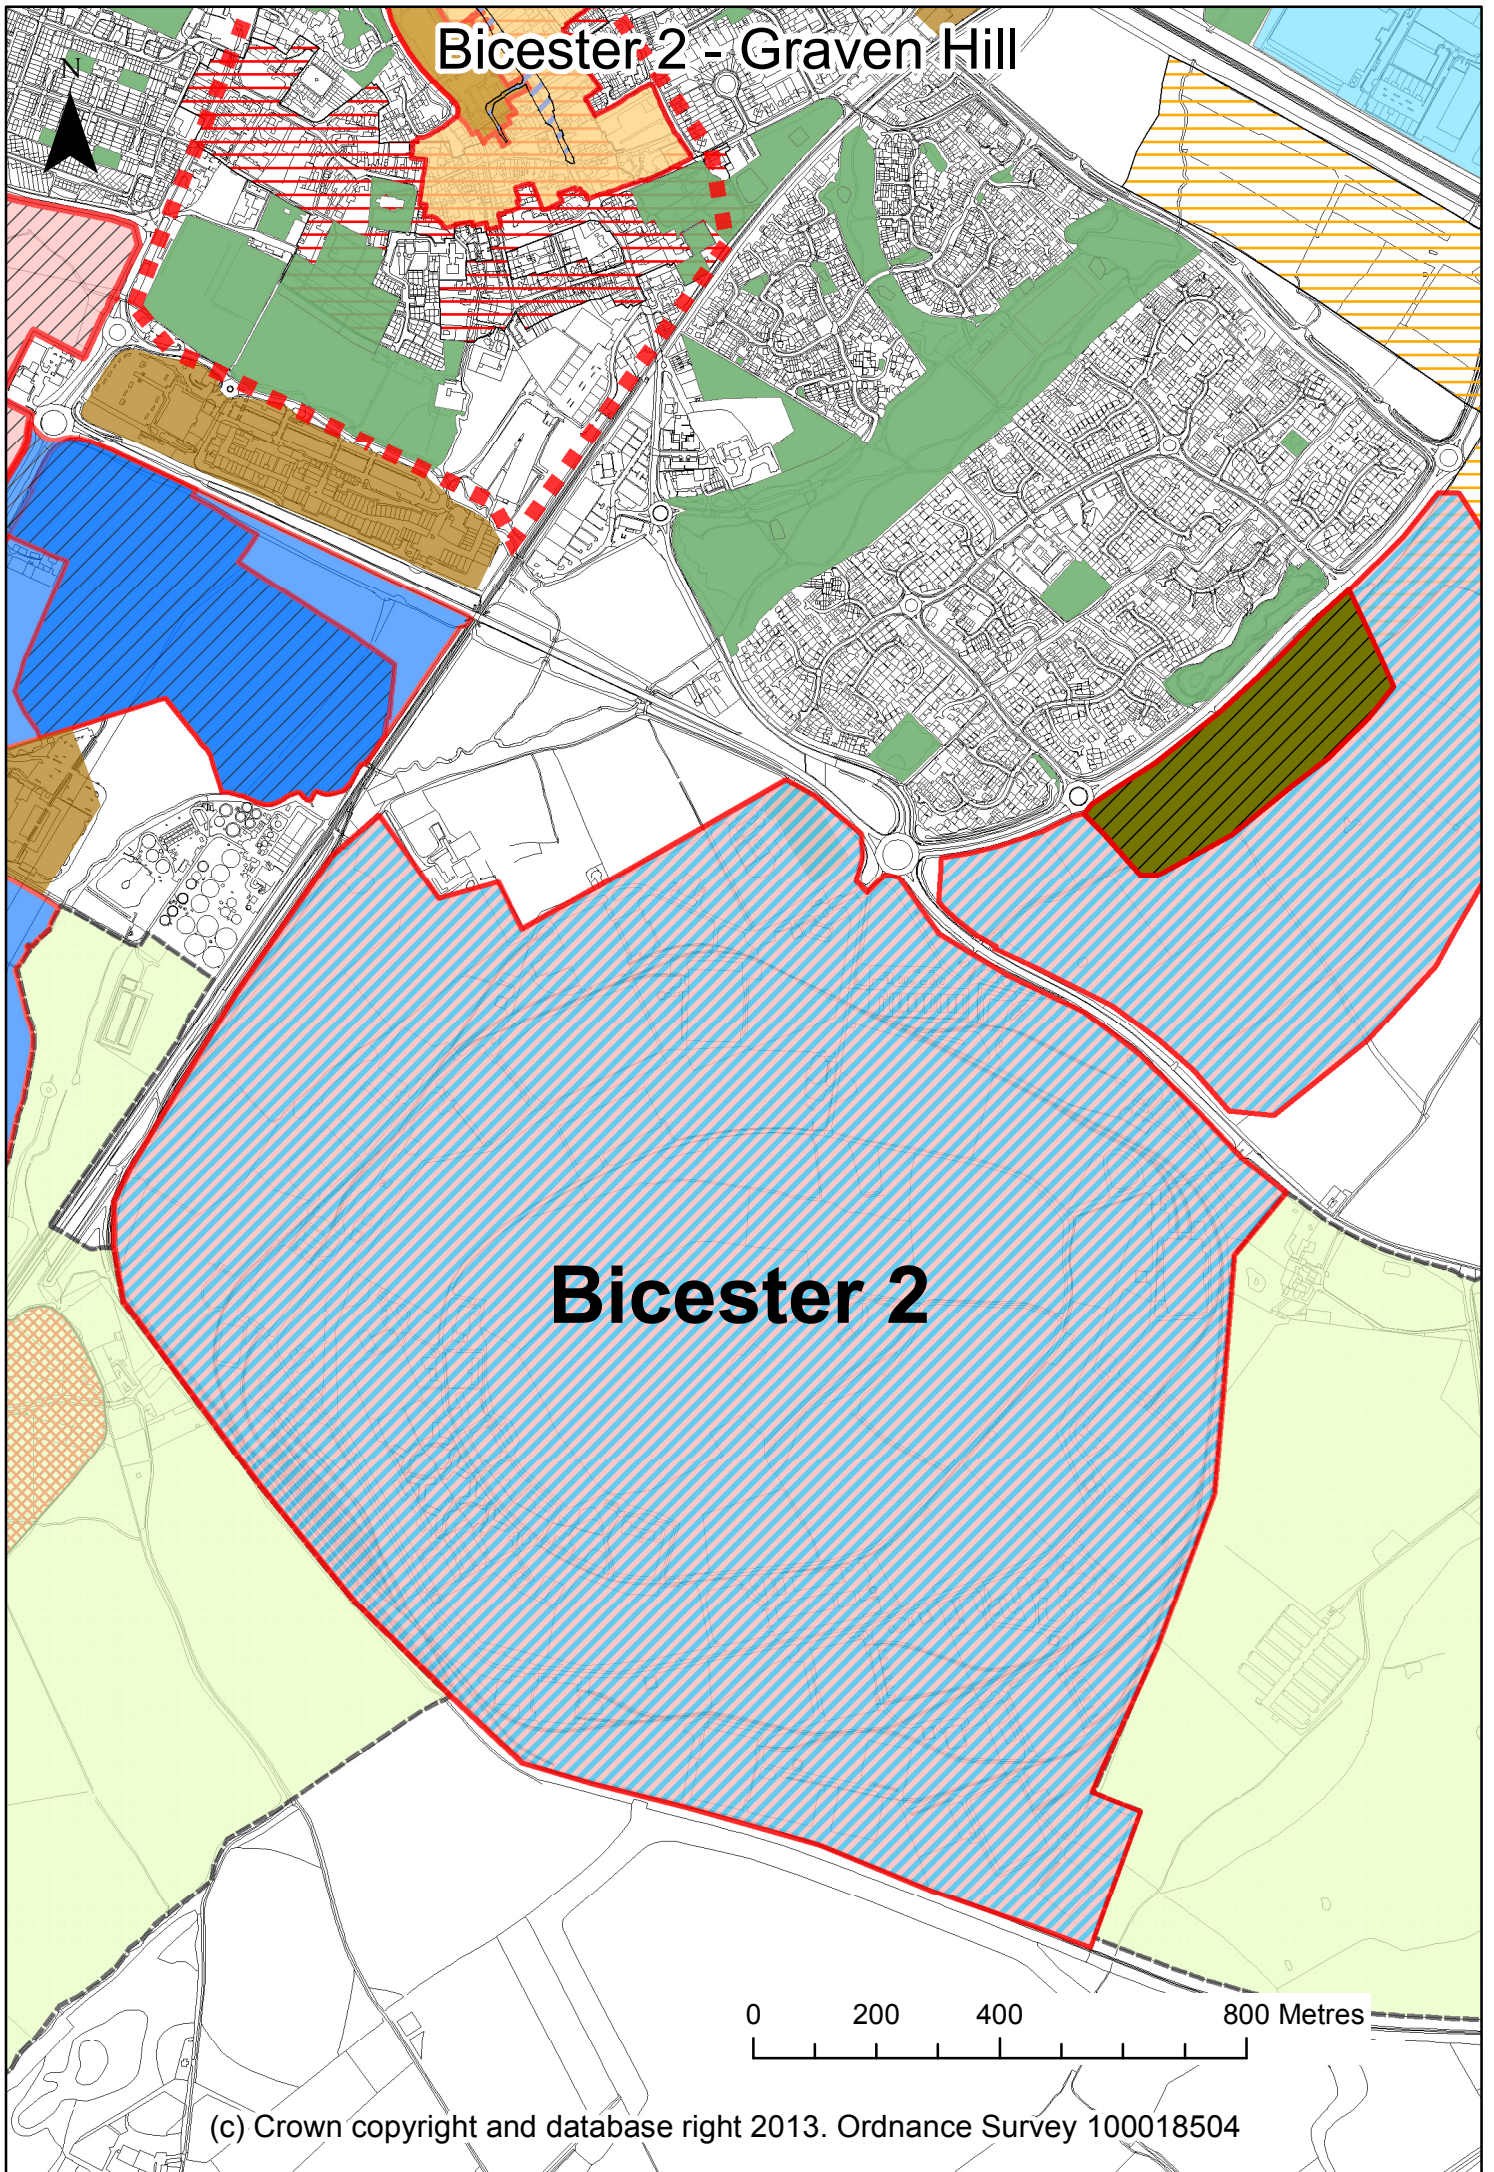 Bicester 2 - Graven Hill
N
Bicester 2
0 200 400 800 Metres
(c) Crown copyright and database right 2013. Ordnance Survey 100018504